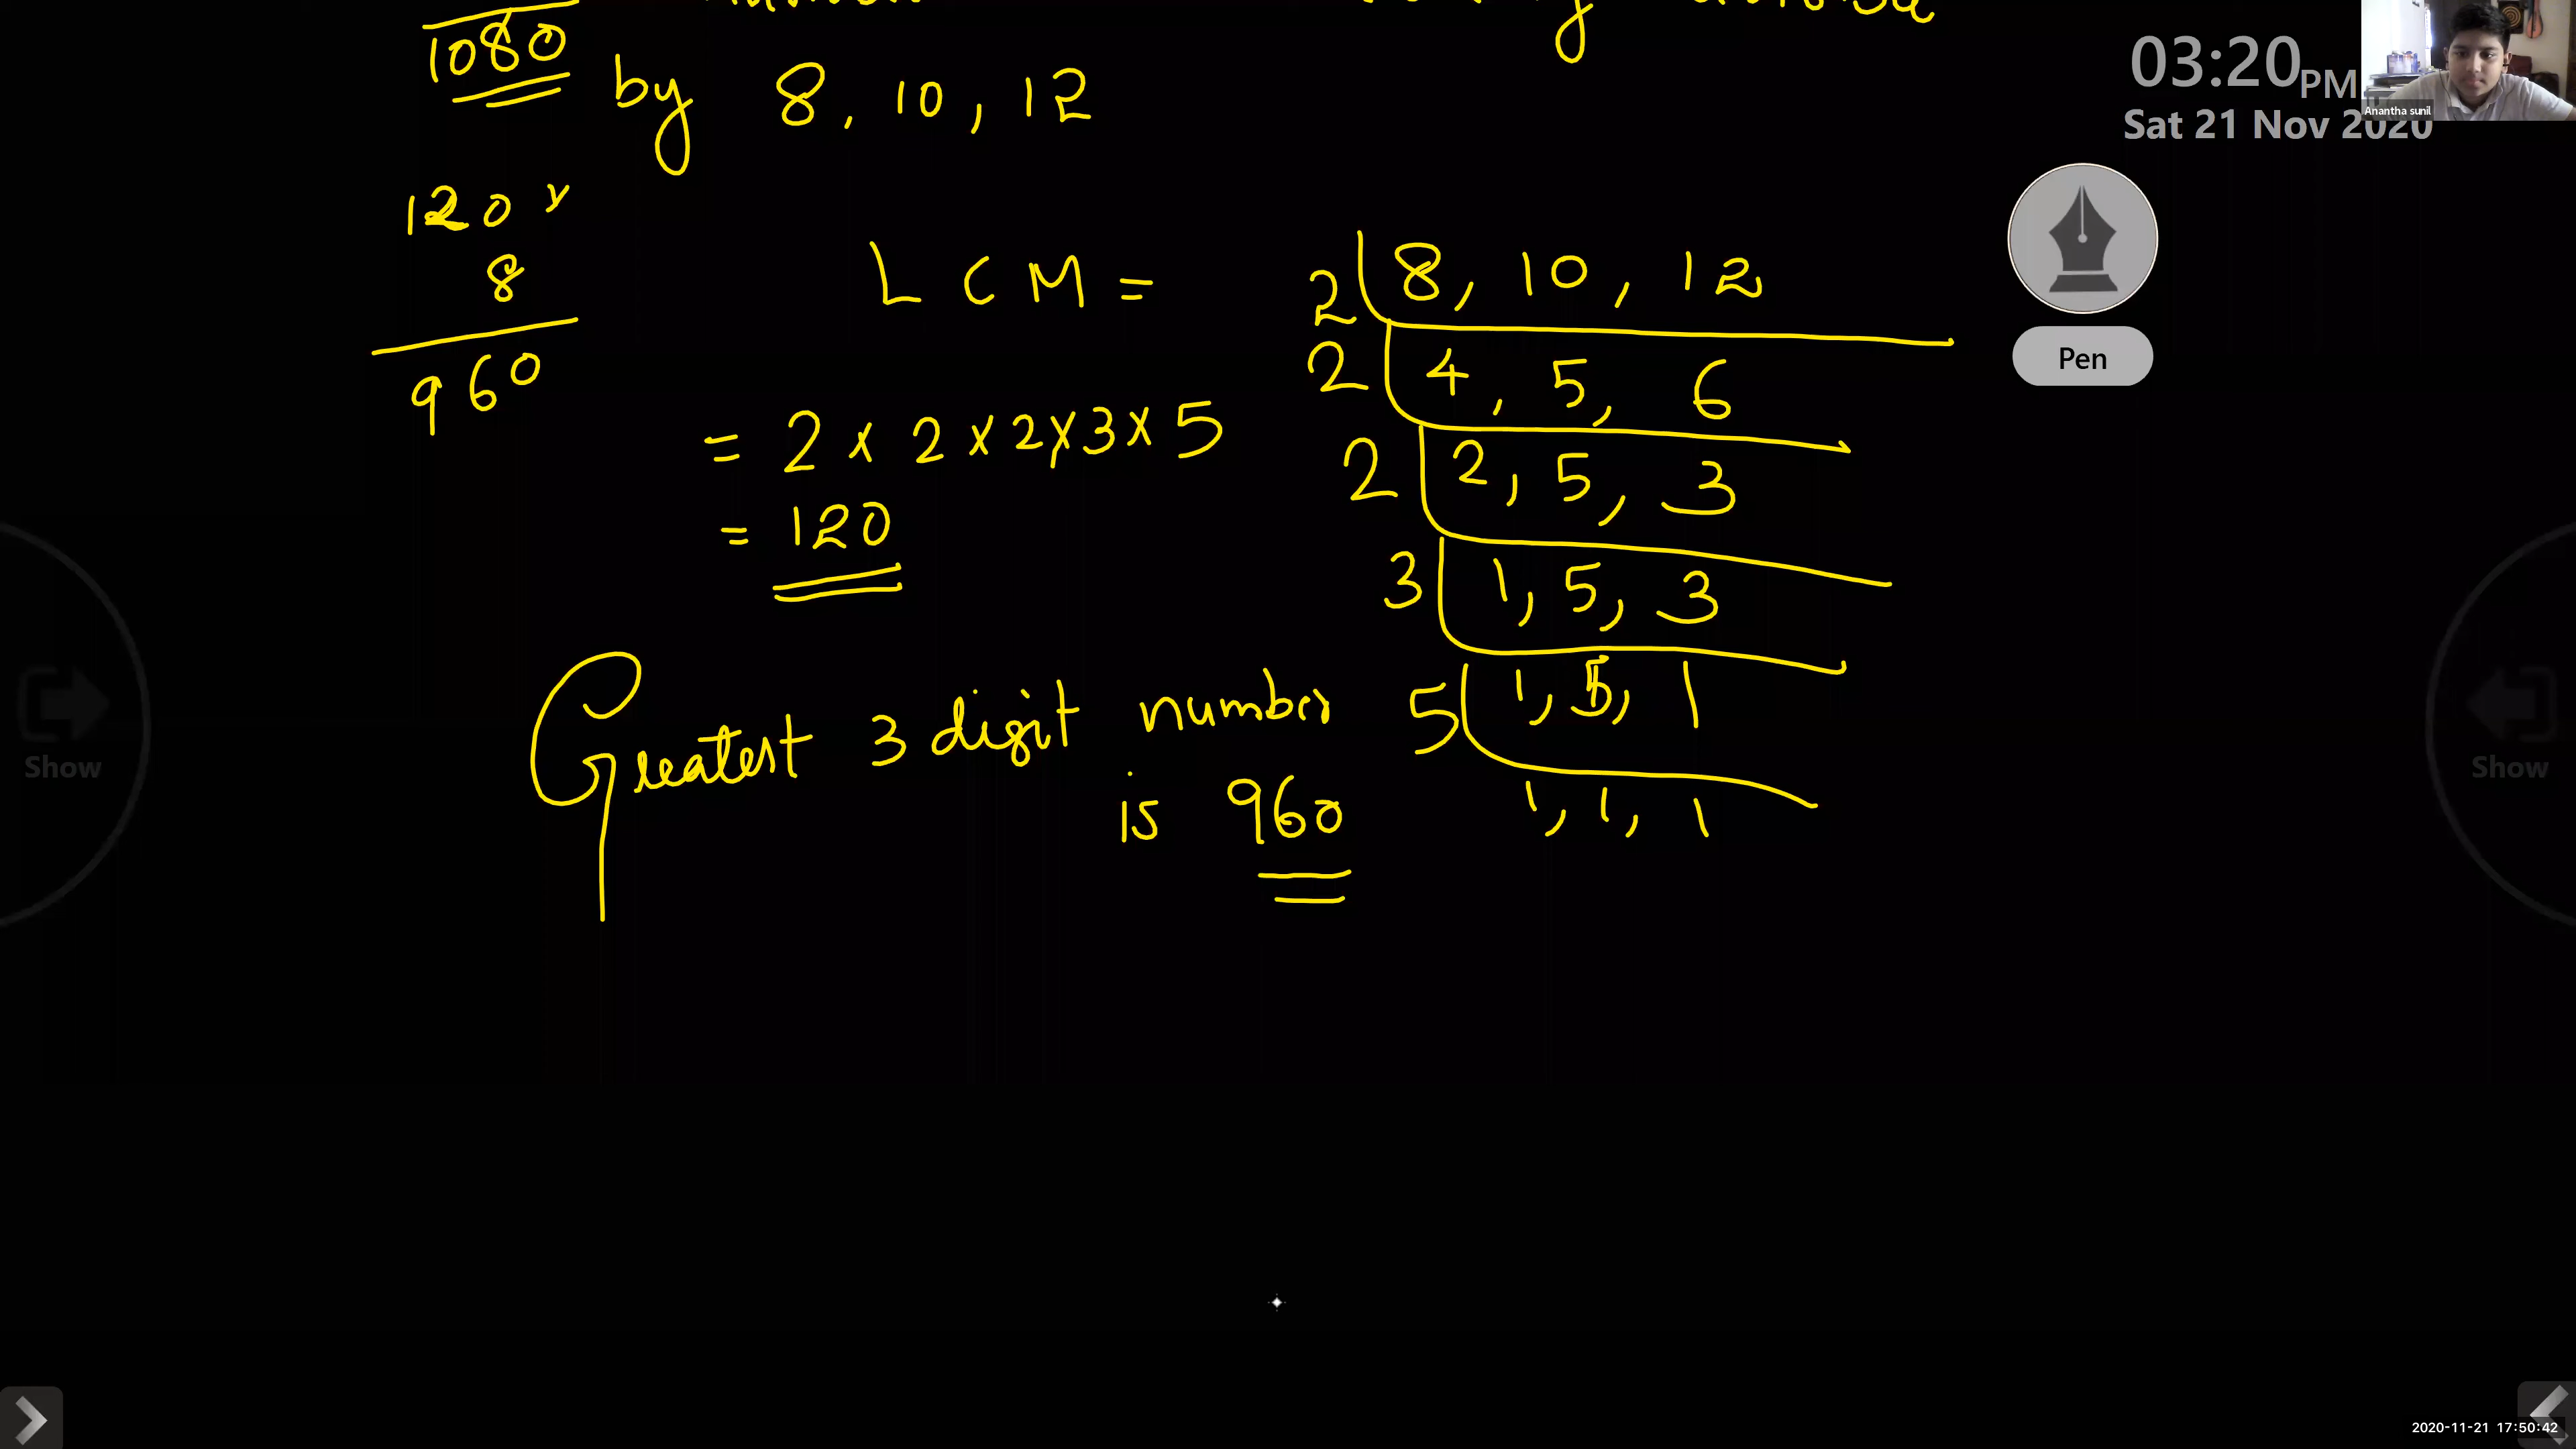 1080
by 8, 10, 12
120 x
8
960
LCM =
2 8, 10, 12
2 4, 5, 6
2 2, 5, 3
3 1, 5, 3
5 1, 5, 1
1, 1, 1
= 2 x 2 x 2 x 3 x 5
= 120
Greatest 3 digit number
is 960
03:20 PM
Sat 21 Nov 2020
Anantha sunil
Pen
Show
Show
2020-11-21 17:50:42